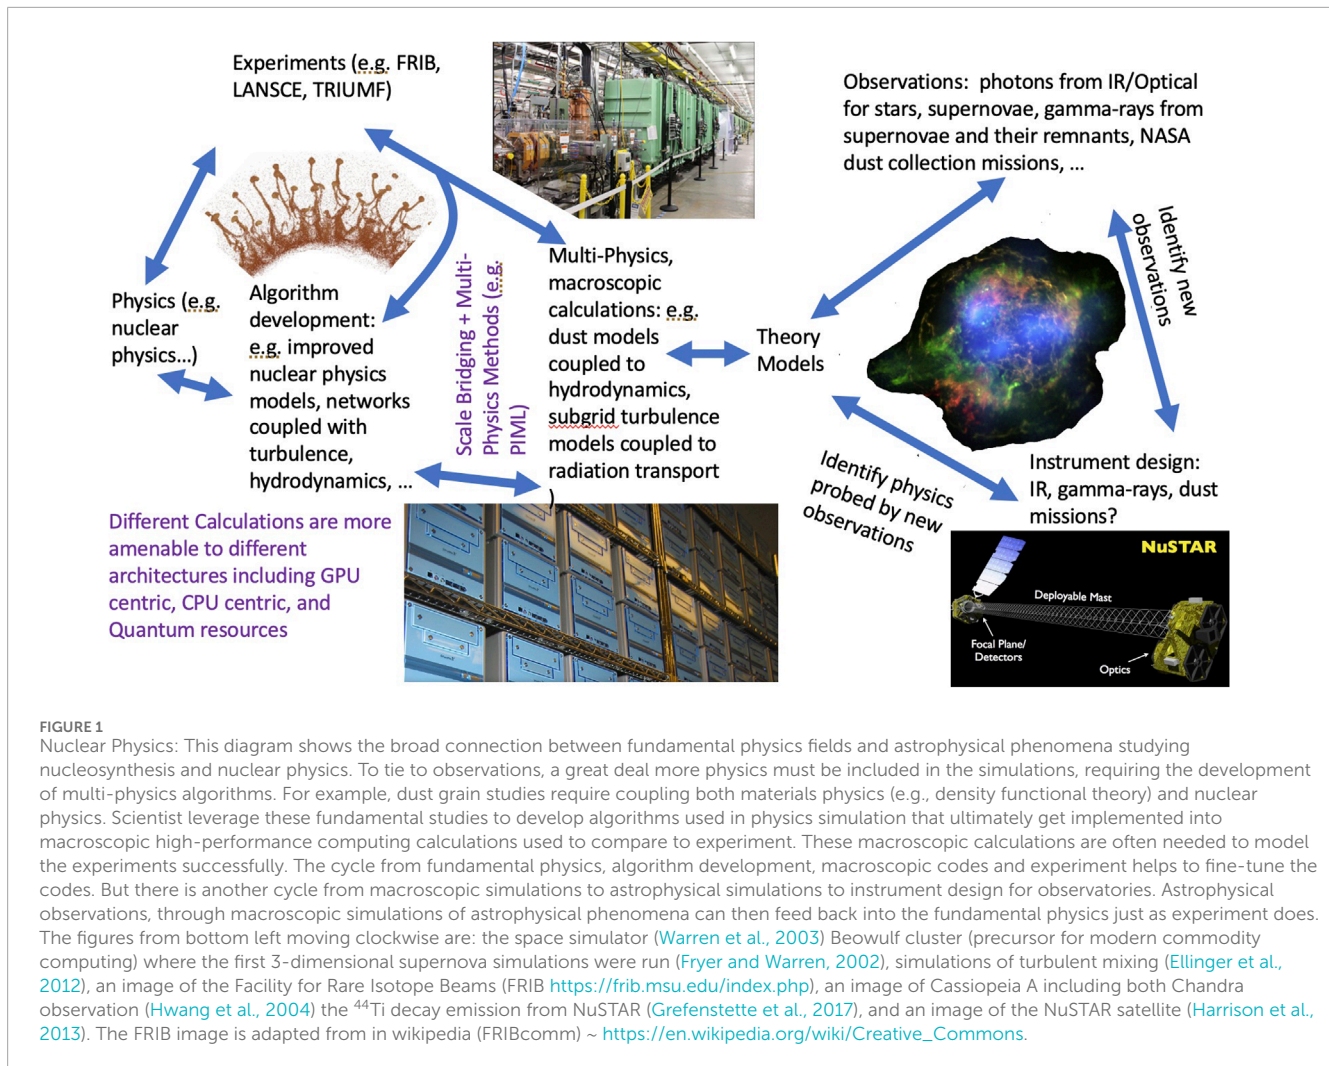 Experiments (e.g. FRIB,
LANSCE, TRIUMF)
Physics (e.g.
nuclear
physics...)
Algorithm
development:
e.g. improved
nuclear physics
models, networks
coupled with
turbulence,
hydrodynamics, ...
Scale Bridging + Multi-
Physics Methods (e.g.
PIML)
Multi-Physics,
macroscopic
calculations: e.g.
dust models
coupled to
hydrodynamics,
subgrid turbulence
models coupled to
radiation transport
)
Different Calculations are more
amenable to different
architectures including GPU
centric, CPU centric, and
Quantum resources
Theory
Models
Observations:  photons from IR/Optical
for stars, supernovae, gamma-rays from
supernovae and their remnants, NASA
dust collection missions, ...
Identify new
observations
Identify physics
probed by new
observations
Instrument design:
IR, gamma-rays, dust
missions?
NuSTAR
Deployable Mast
Focal Plane/
Detectors
Optics
FIGURE 1
Nuclear Physics: This diagram shows the broad connection between fundamental physics fields and astrophysical phenomena studying
nucleosynthesis and nuclear physics. To tie to observations, a great deal more physics must be included in the simulations, requiring the development
of multi-physics algorithms. For example, dust grain studies require coupling both materials physics (e.g., density functional theory) and nuclear
physics. Scientist leverage these fundamental studies to develop algorithms used in physics simulation that ultimately get implemented into
macroscopic high-performance computing calculations used to compare to experiment. These macroscopic calculations are often needed to model
the experiments successfully. The cycle from fundamental physics, algorithm development, macroscopic codes and experiment helps to fine-tune the
codes. But there is another cycle from macroscopic simulations to astrophysical simulations to instrument design for observatories. Astrophysical
observations, through macroscopic simulations of astrophysical phenomena can then feed back into the fundamental physics just as experiment does.
The figures from bottom left moving clockwise are: the space simulator (Warren et al., 2003) Beowulf cluster (precursor for modern commodity
computing) where the first 3-dimensional supernova simulations were run (Fryer and Warren, 2002), simulations of turbulent mixing (Ellinger et al.,
2012), an image of the Facility for Rare Isotope Beams (FRIB https://frib.msu.edu/index.php), an image of Cassiopeia A including both Chandra
observation (Hwang et al., 2004) the ⁴⁴Ti decay emission from NuSTAR (Grefenstette et al., 2017), and an image of the NuSTAR satellite (Harrison et al.,
2013). The FRIB image is adapted from in wikipedia (FRIBcomm) ~ https://en.wikipedia.org/wiki/Creative_Commons.